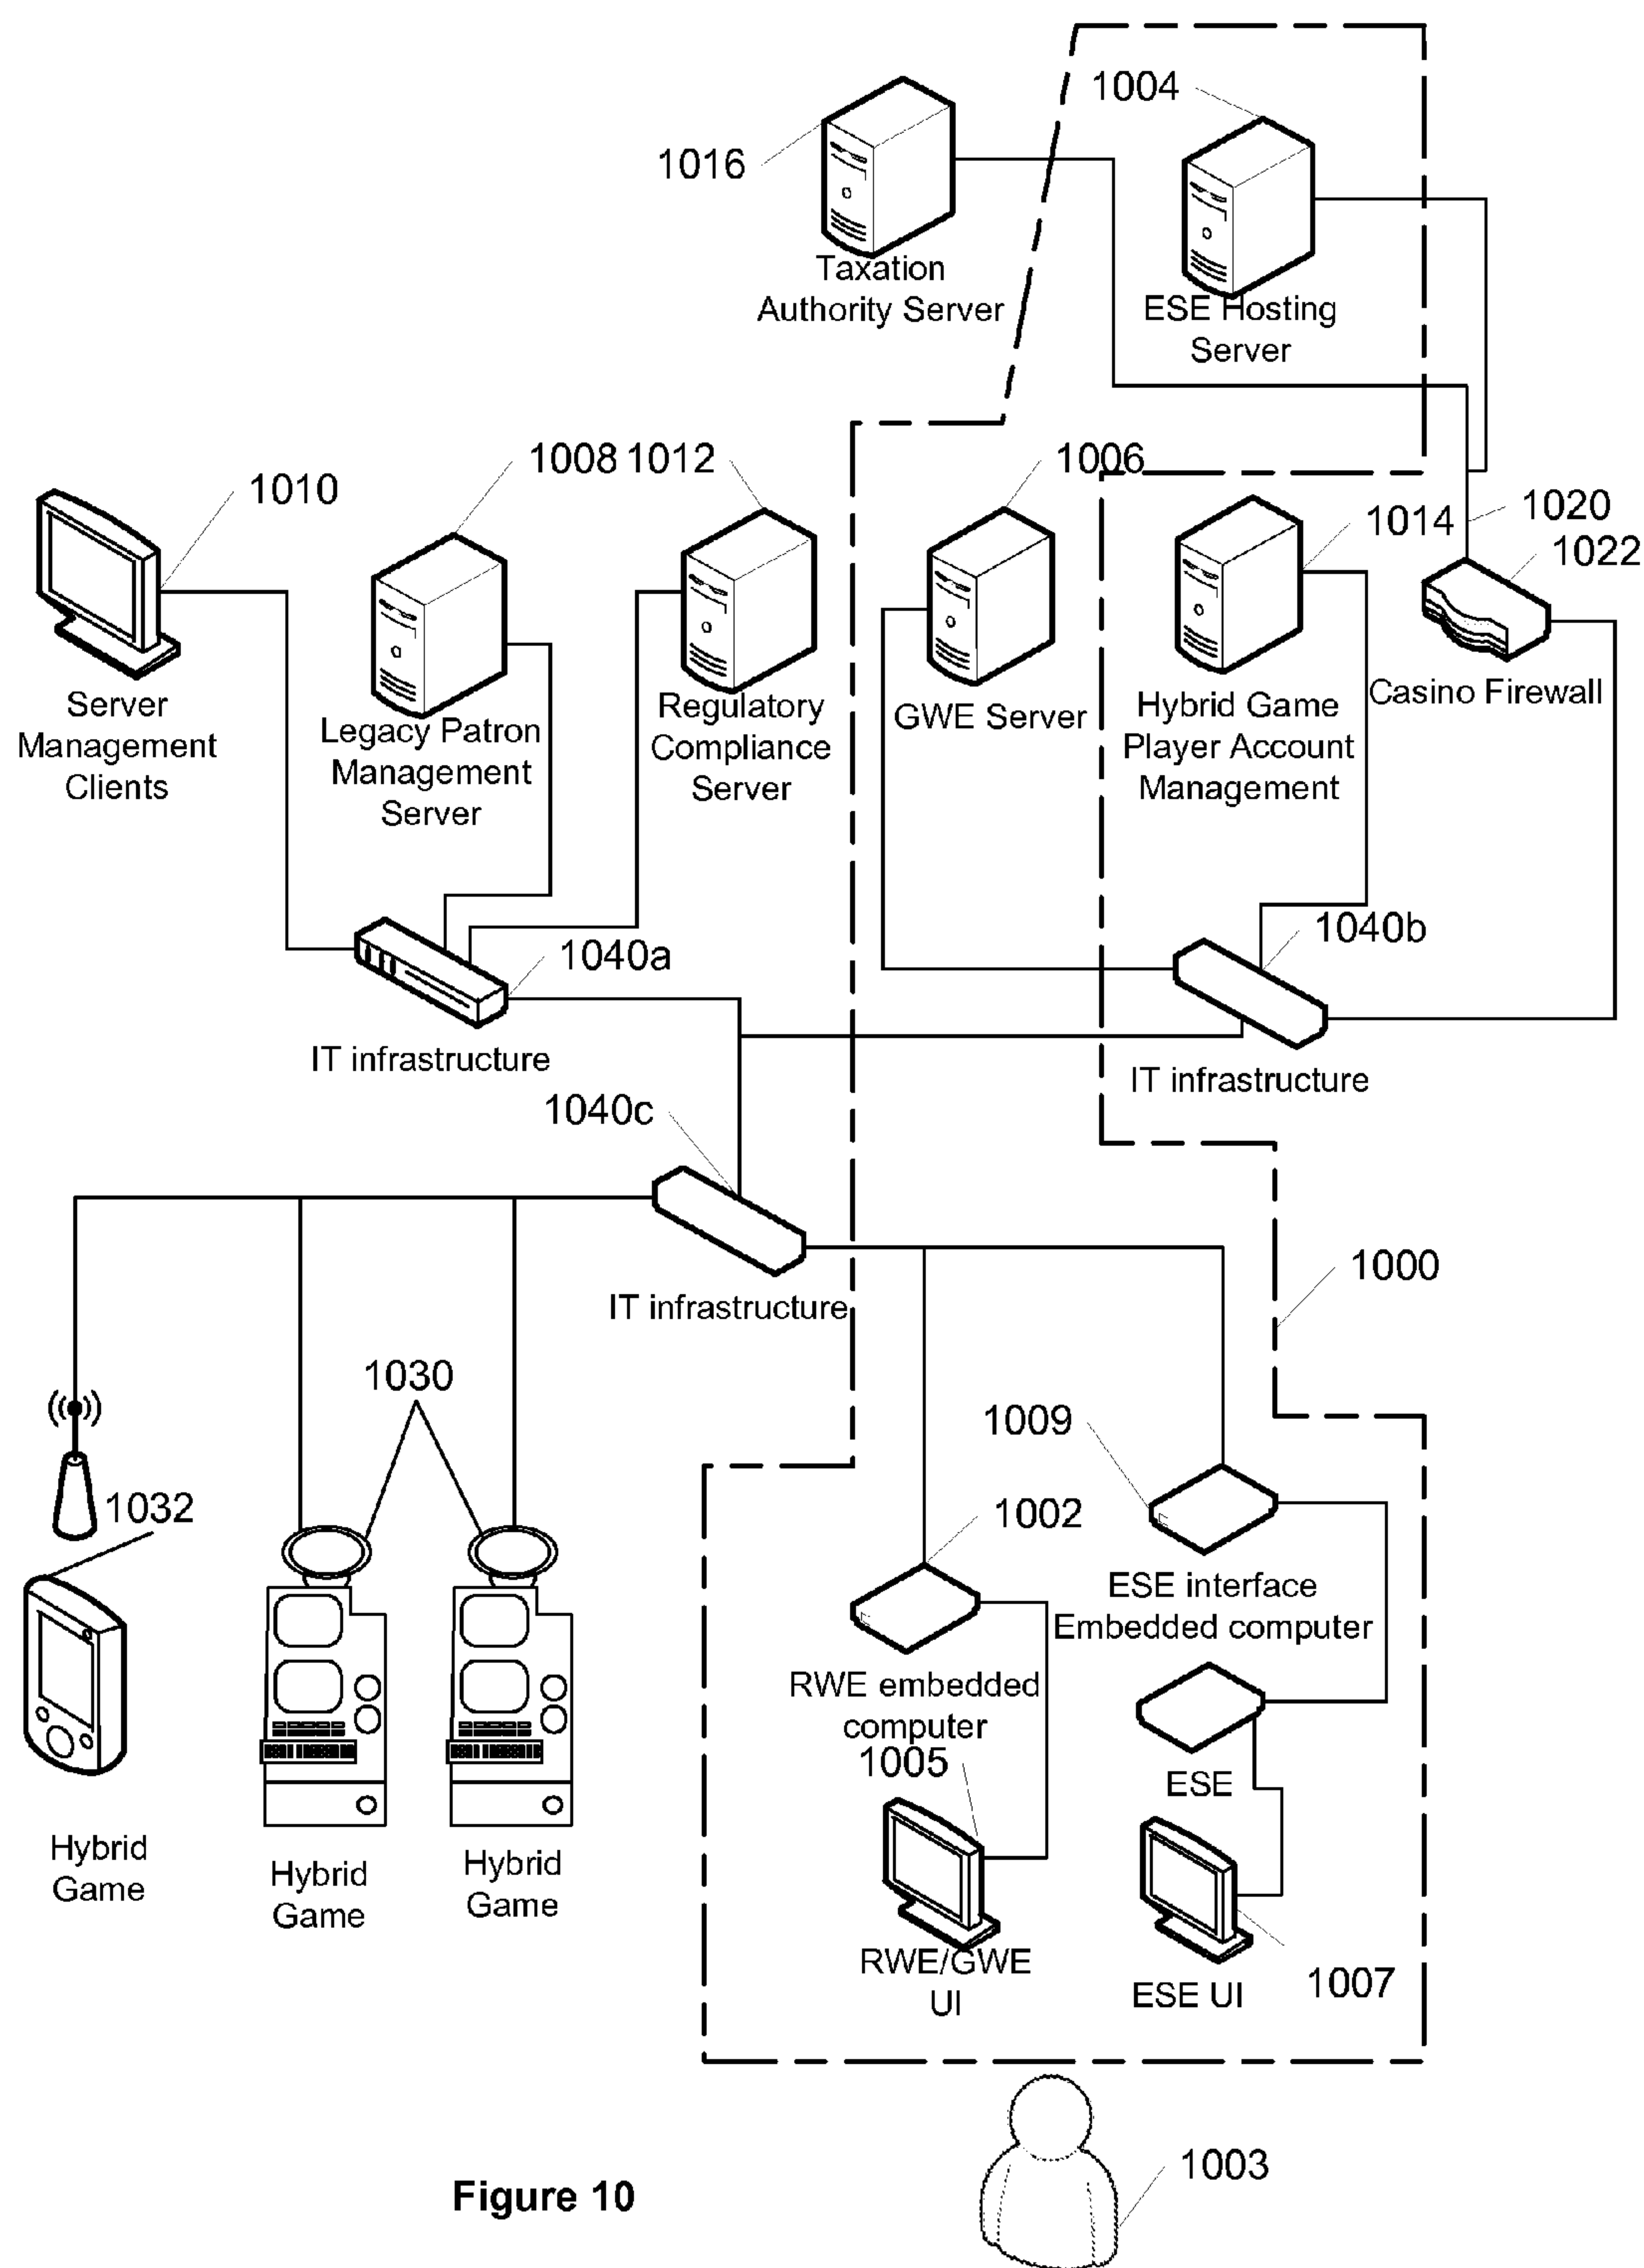 1004
1016
Taxation
Authority Server
ESE Hosting
Server
1008 1012
1006
1010
1014
1020
1022
Server
Management
Clients
Legacy Patron
Management
Server
Regulatory
Compliance
Server
GWE Server
Hybrid Game
Player Account
Management
Casino Firewall
1040a
1040b
IT infrastructure
IT infrastructure
1040c
1000
IT infrastructure
1030
1009
1032
1002
ESE interface
Embedded computer
RWE embedded
computer
1005
ESE
Hybrid
Game
Hybrid
Game
Hybrid
Game
RWE/GWE
UI
ESE UI
1007
1003
Figure 10